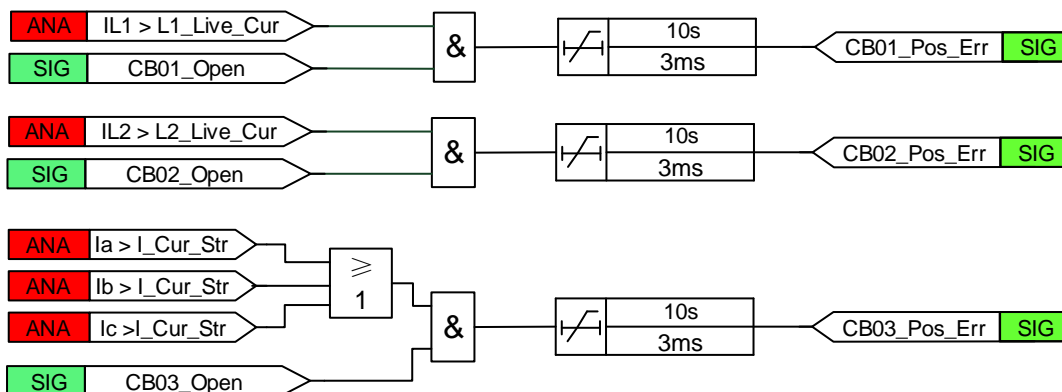 ANA IL1 > L1_Live_Cur
SIG CB01_Open
&
10s
3ms
CB01_Pos_Err SIG
ANA IL2 > L2_Live_Cur
SIG CB02_Open
&
10s
3ms
CB02_Pos_Err SIG
ANA Ia > I_Cur_Str
ANA Ib > I_Cur_Str
ANA Ic >I_Cur_Str
SIG CB03_Open
⩾
1
&
10s
3ms
CB03_Pos_Err SIG